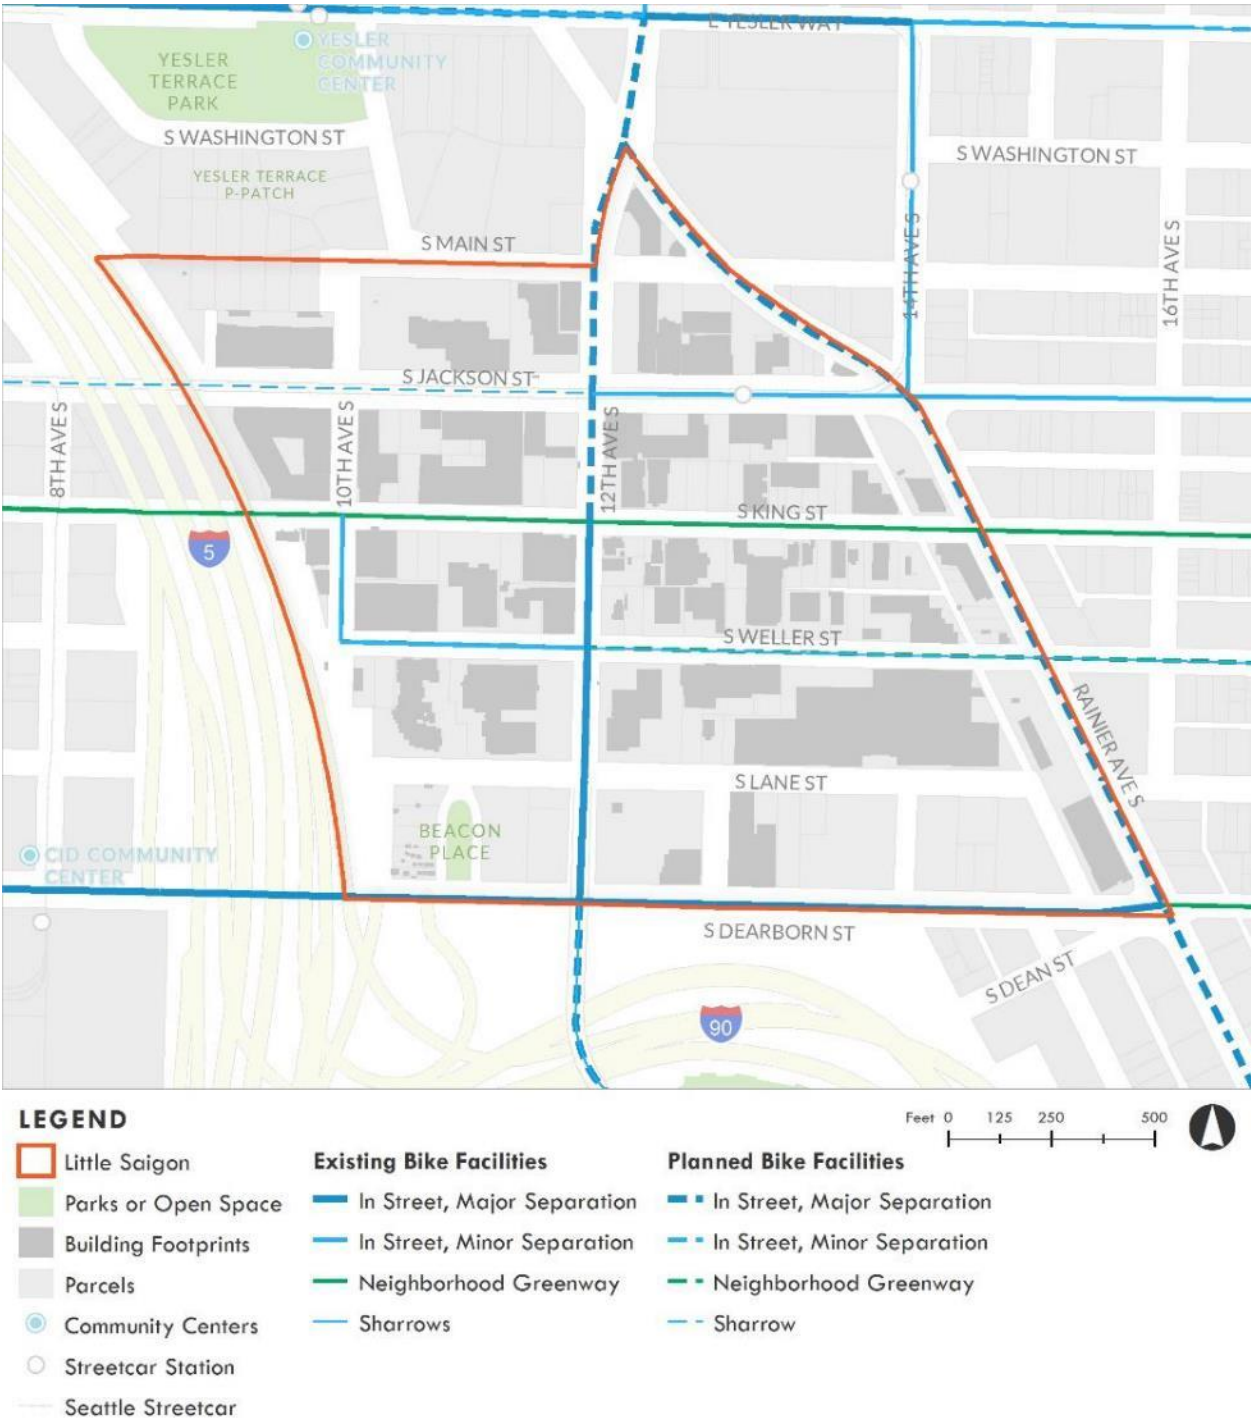 E YESLER WAY
YESLER
COMMUNITY
CENTER
YESLER
TERRACE
PARK
S WASHINGTON ST
S WASHINGTON ST
YESLER TERRACE
P-PATCH
S MAIN ST
14TH AVE S
16TH AVE S
S JACKSON ST
8TH AVE S
10TH AVE S
12TH AVE S
S KING ST
5
S WELLER ST
RAINIER AVE S
S LANE ST
BEACON
PLACE
CID COMMUNITY
CENTER
S DEARBORN ST
S DEAN ST
90
LEGEND
Feet 0 125 250 500
Little Saigon
Parks or Open Space
Building Footprints
Parcels
Community Centers
Streetcar Station
Seattle Streetcar
Existing Bike Facilities
In Street, Major Separation
In Street, Minor Separation
Neighborhood Greenway
Sharrows
Planned Bike Facilities
In Street, Major Separation
In Street, Minor Separation
Neighborhood Greenway
Sharrow